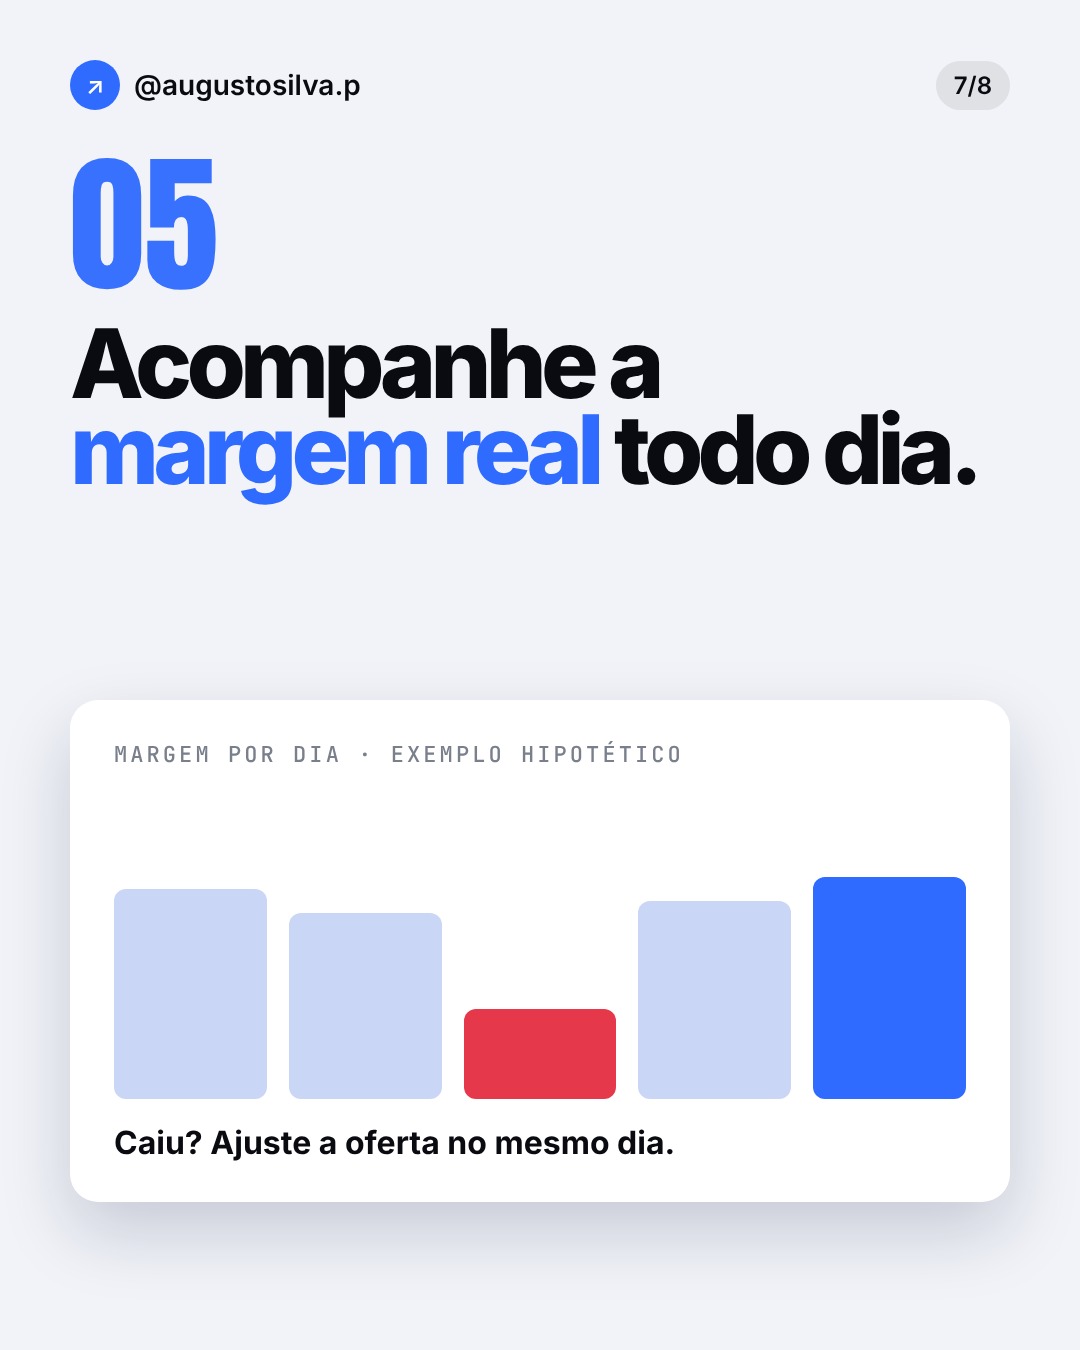 @augustosilva.p
7/8
05
Acompanhe a
margem real todo dia.
MARGEM POR DIA · EXEMPLO HIPOTÉTICO
Caiu? Ajuste a oferta no mesmo dia.